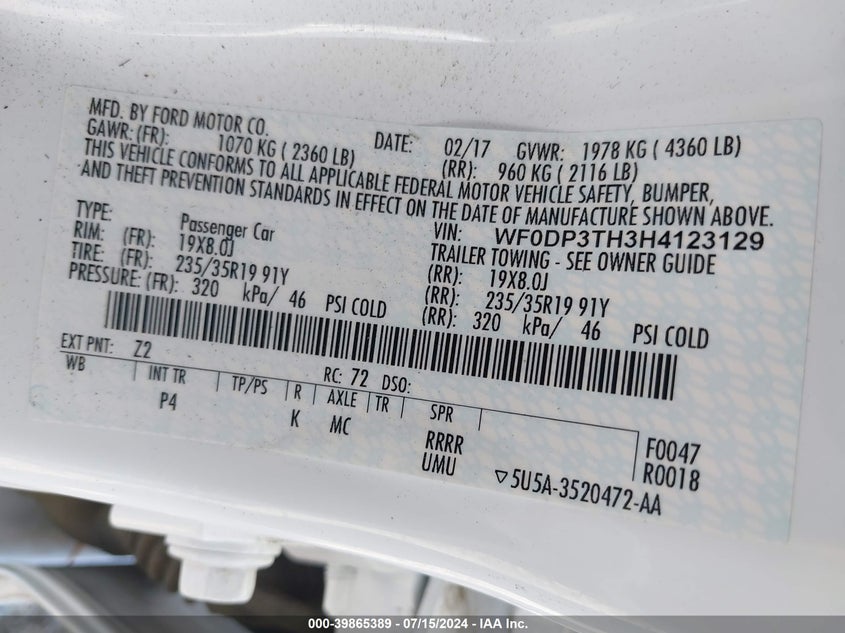 MFD. BY FORD MOTOR CO.
DATE: 02/17 GVWR: 1978 KG ( 4360 LB)
GAWR: (FR): 1070 KG ( 2360 LB) (RR): 960 KG ( 2116 LB)
THIS VEHICLE CONFORMS TO ALL APPLICABLE FEDERAL MOTOR VEHICLE SAFETY, BUMPER,
AND THEFT PREVENTION STANDARDS IN EFFECT ON THE DATE OF MANUFACTURE SHOWN ABOVE.
VIN: WF0DP3TH3H4123129
TYPE: Passenger Car TRAILER TOWING - SEE OWNER GUIDE
RIM: (FR): 19X8.0J (RR): 19X8.0J
TIRE: (FR): 235/35R19 91Y (RR): 235/35R19 91Y
PRESSURE: (FR): 320 kPa/ 46 PSI COLD (RR): 320 kPa/ 46 PSI COLD
EXT PNT: Z2 RC: 72 DSO:
WB INT TR TP/PS R AXLE TR SPR
P4 K MC RRRR F0047
UMU R0018
5U5A-3520472-AA
000-39865389 - 07/15/2024 - IAA Inc.